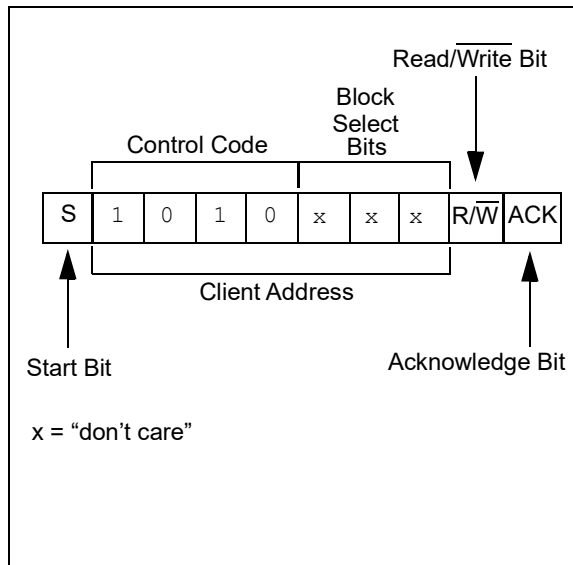 Read/Write Bit
Block
Select
Bits
Control Code
S 1 0 1 0 x x x R/W ACK
Client Address
Start Bit
Acknowledge Bit
x = “don’t care”